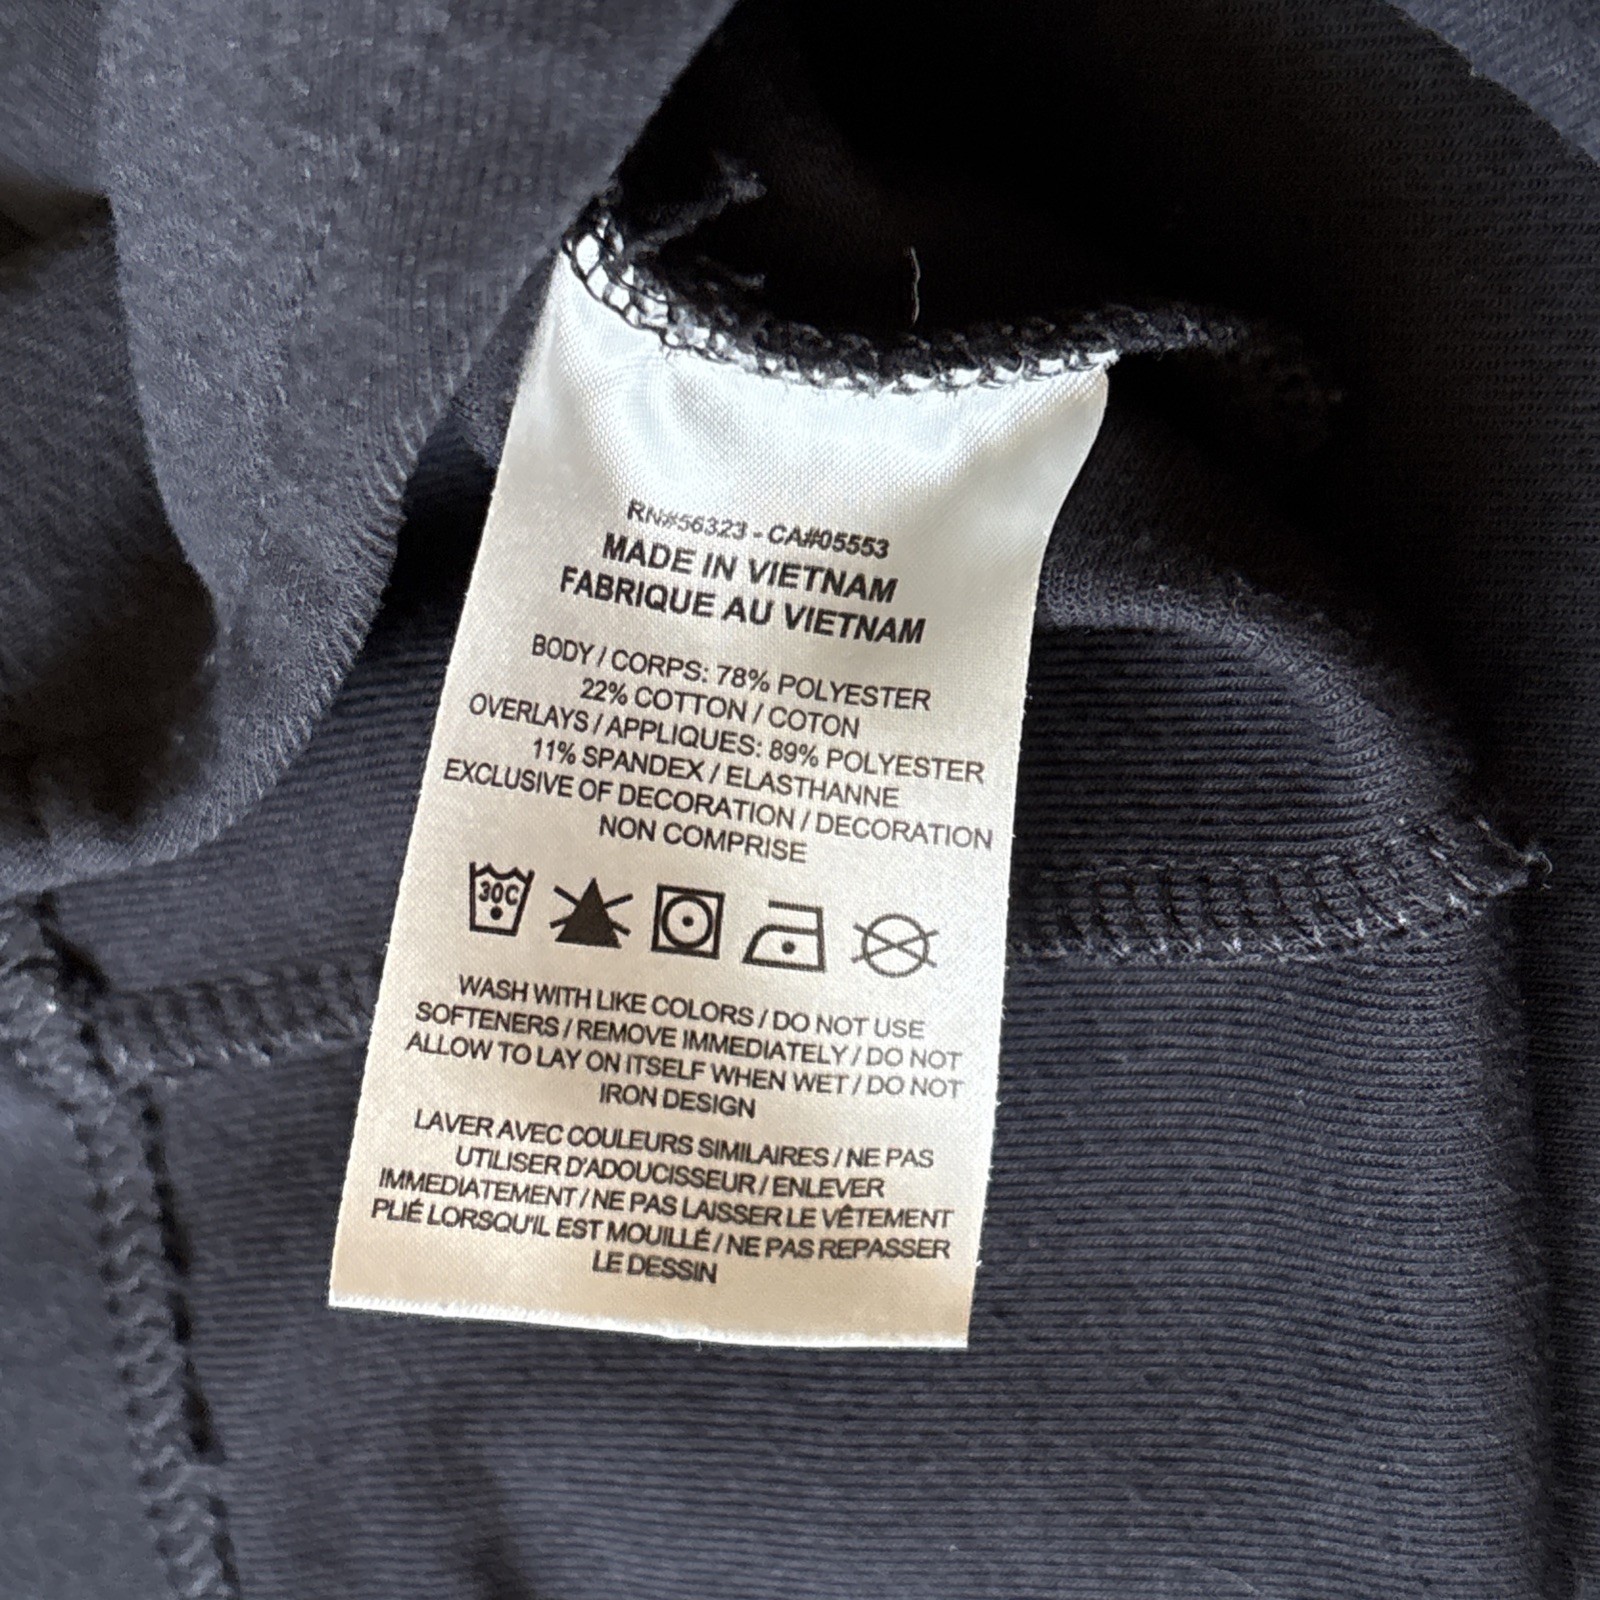 RN#56323 - CA#05553
MADE IN VIETNAM
FABRIQUE AU VIETNAM
BODY / CORPS: 78% POLYESTER
22% COTTON / COTON
OVERLAYS / APPLIQUES: 89% POLYESTER
11% SPANDEX / ELASTHANNE
EXCLUSIVE OF DECORATION / DECORATION
NON COMPRISE
30C
WASH WITH LIKE COLORS / DO NOT USE
SOFTENERS / REMOVE IMMEDIATELY / DO NOT
ALLOW TO LAY ON ITSELF WHEN WET / DO NOT
IRON DESIGN
LAVER AVEC COULEURS SIMILAIRES / NE PAS
UTILISER D'ADOUCISSEUR / ENLEVER
IMMEDIATEMENT / NE PAS LAISSER LE VÊTEMENT
PLIÉ LORSQU'IL EST MOUILLÉ / NE PAS REPASSER
LE DESSIN